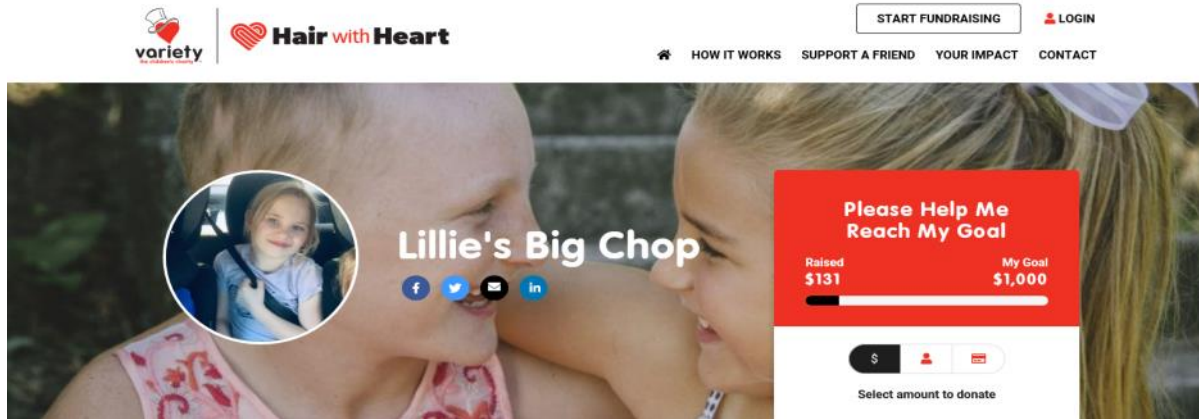 variety
the children's charity
Hair with Heart
START FUNDRAISING
LOGIN
HOW IT WORKS
SUPPORT A FRIEND
YOUR IMPACT
CONTACT
Lillie's Big Chop
Please Help Me
Reach My Goal
Raised
My Goal
$131
$1,000
$
Select amount to donate